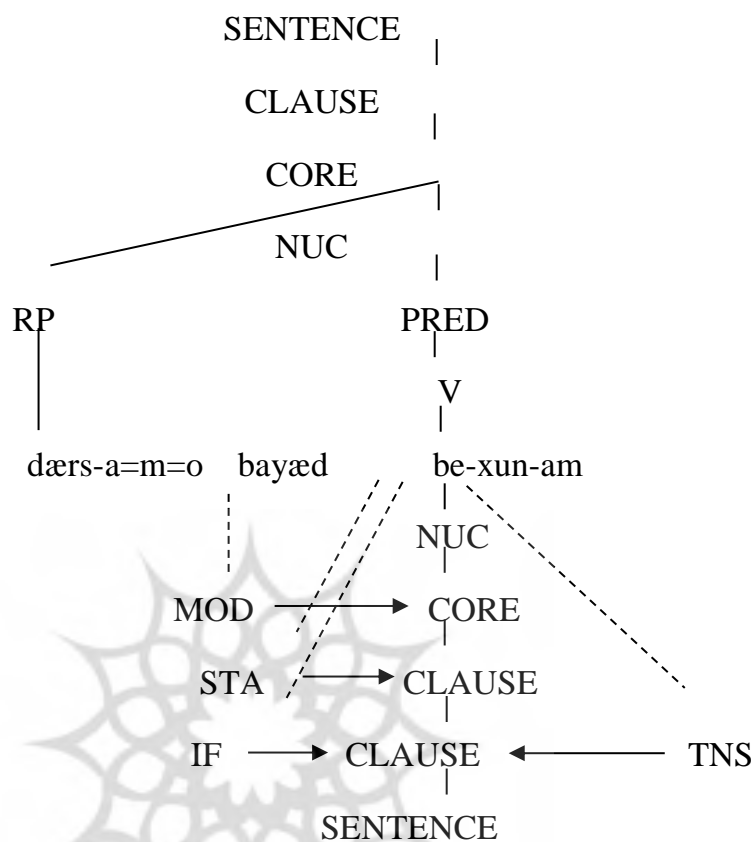 SENTENCE
CLAUSE
CORE
NUC
RP PRED
V
dærs-a=m=o bayæd be-xun-am
NUC
MOD CORE
STA CLAUSE
IF CLAUSE TNS
SENTENCE